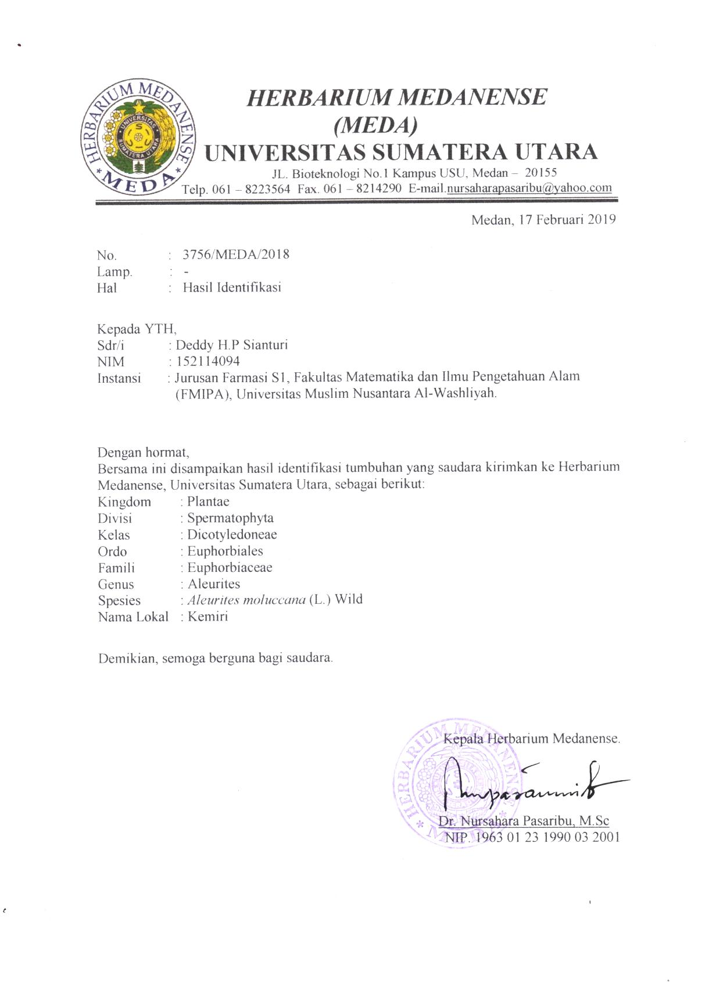 HERBARIUM MEDANENSE
(MEDA)
UNIVERSITAS SUMATERA UTARA
JL. Bioteknologi No.1 Kampus USU, Medan – 20155
Telp. 061 – 8223564 Fax. 061 – 8214290 E-mail.nursaharapasaribu@yahoo.com
HERBARIUM MEDANENSE
* MEDA *
UNIVERSITAS
SUMATERA UTARA
Medan, 17 Februari 2019
No. : 3756/MEDA/2018
Lamp. : -
Hal : Hasil Identifikasi
Kepada YTH,
Sdr/i : Deddy H.P Sianturi
NIM : 152114094
Instansi : Jurusan Farmasi S1, Fakultas Matematika dan Ilmu Pengetahuan Alam
(FMIPA), Universitas Muslim Nusantara Al-Washliyah.
Dengan hormat,
Bersama ini disampaikan hasil identifikasi tumbuhan yang saudara kirimkan ke Herbarium
Medanense, Universitas Sumatera Utara, sebagai berikut:
Kingdom : Plantae
Divisi : Spermatophyta
Kelas : Dicotyledoneae
Ordo : Euphorbiales
Famili : Euphorbiaceae
Genus : Aleurites
Spesies : Aleurites moluccana (L.) Wild
Nama Lokal : Kemiri
Demikian, semoga berguna bagi saudara.
Kepala Herbarium Medanense.
HERBARIUM MEDANENSE
* MEDA *
Dr. Nursahara Pasaribu, M.Sc
NIP. 1963 01 23 1990 03 2001